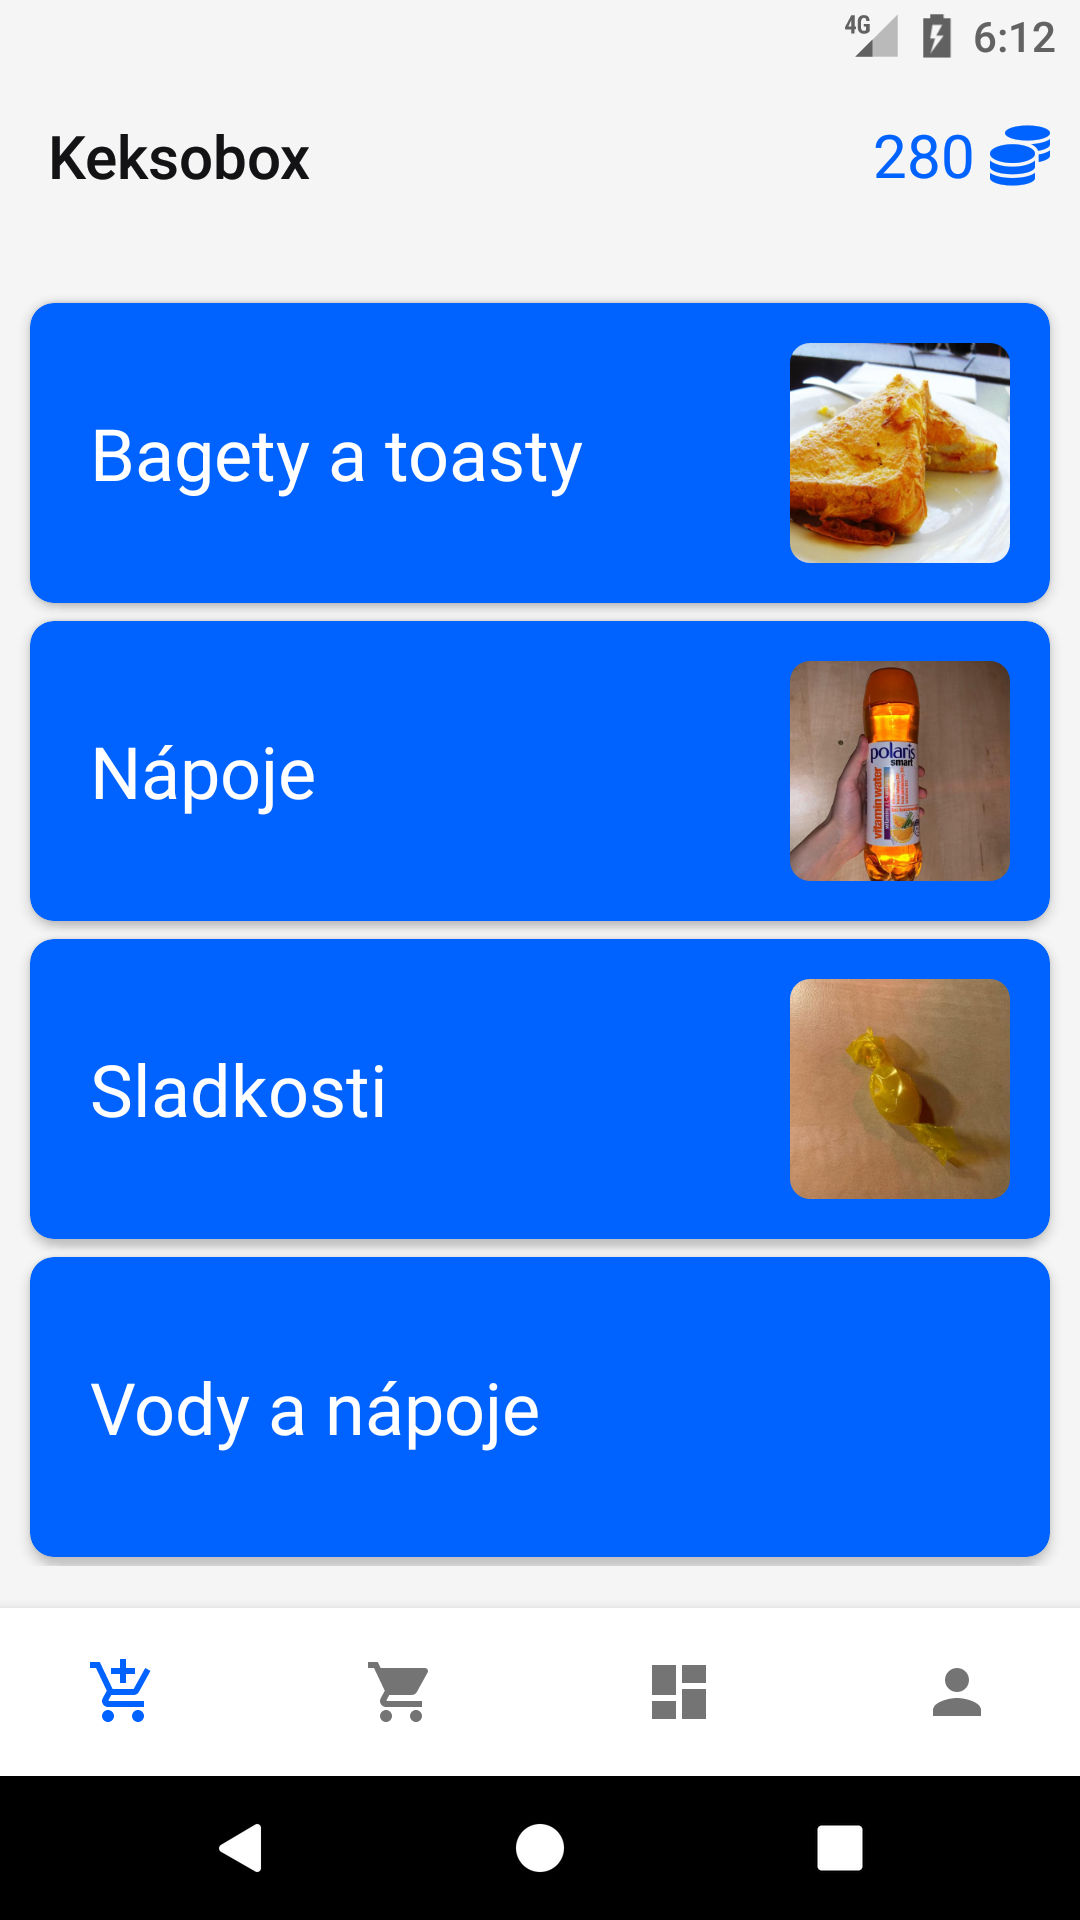 4G 6:12
Keksobox 280
Bagety a toasty
Nápoje
polaris
smart
vitamin water
Sladkosti
Vody a nápoje